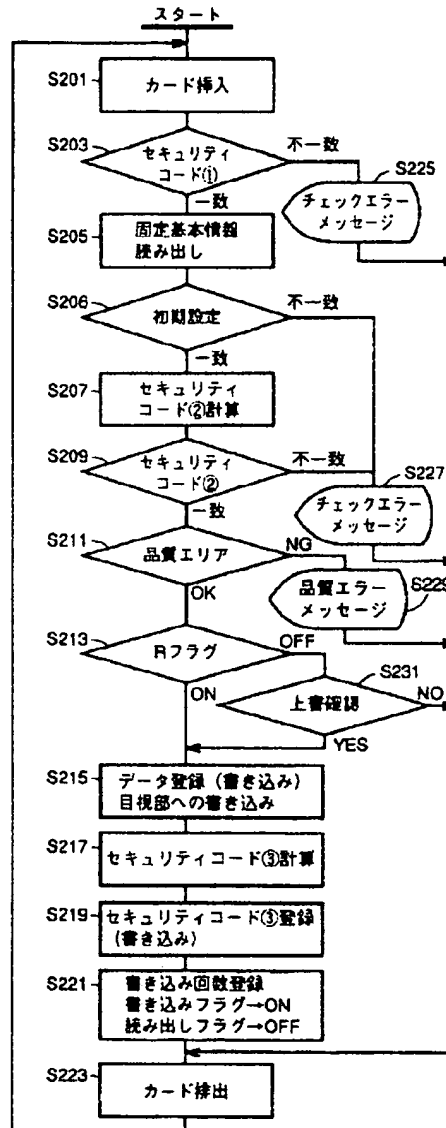 スタート
S201
カード挿入
S203
セキュリティ
コード①
不一致
S225
チェックエラー
メッセージ
一致
S205
固定基本情報
読み出し
S206
初期設定
不一致
一致
S207
セキュリティ
コード②計算
S209
セキュリティ
コード②
不一致
S227
チェックエラー
メッセージ
一致
S211
品質エリア
NG
品質エラー
メッセージ
S229
OK
S213
Rフラグ
OFF
S231
上書確認
NO
ON
YES
S215
データ登録(書き込み)
目視部への書き込み
S217
セキュリティコード③計算
S219
セキュリティコード③登録
(書き込み)
S221
書き込み回数登録
書き込みフラグ→ON
読み出しフラグ→OFF
S223
カード排出